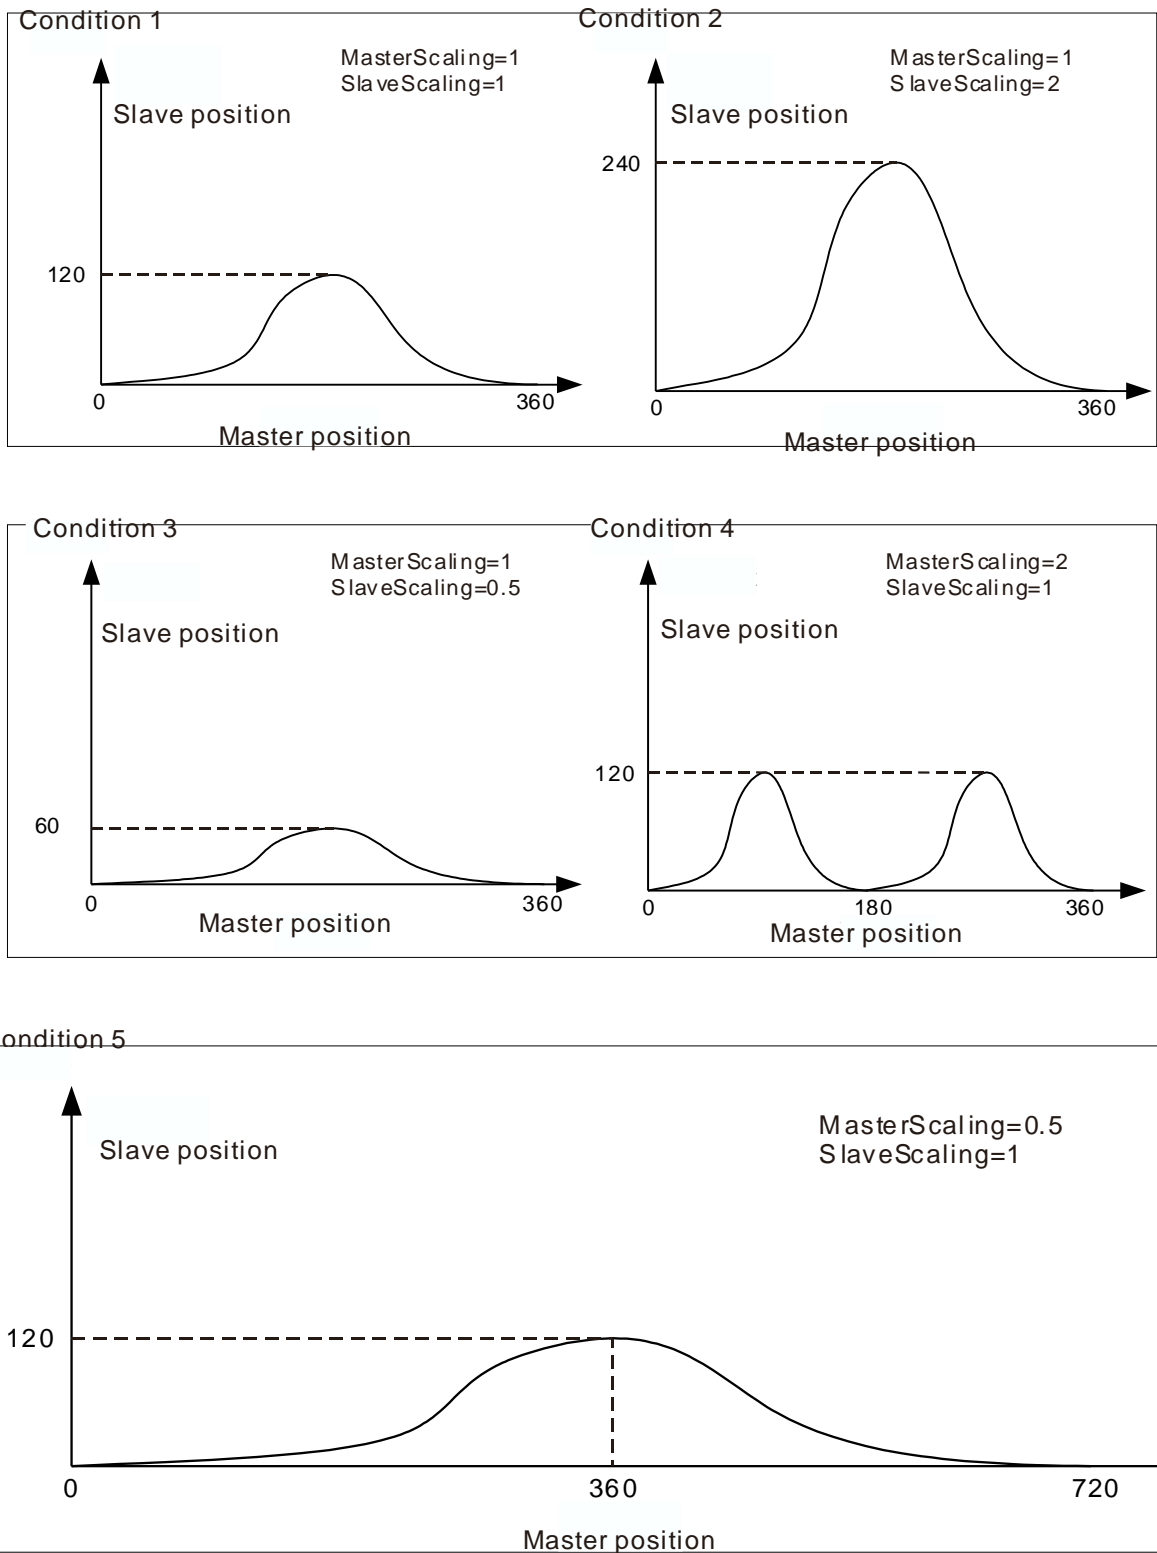 Condition 1
MasterScaling=1
SlaveScaling=1
Slave position
120
0
360
Master position
Condition 2
MasterScaling=1
SlaveScaling=2
Slave position
240
0
360
Master position
Condition 3
MasterScaling=1
SlaveScaling=0.5
Slave position
60
0
360
Master position
Condition 4
MasterScaling=2
SlaveScaling=1
Slave position
120
0
180
360
Master position
ondition 5
MasterScaling=0.5
SlaveScaling=1
Slave position
120
0
360
720
Master position